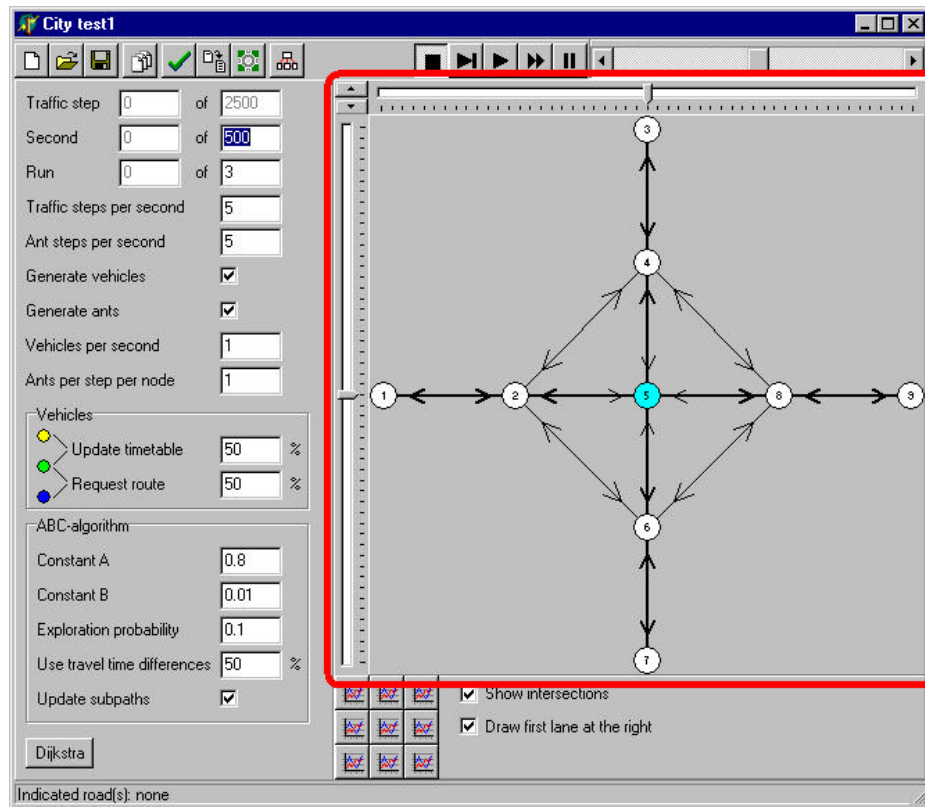 City test1
Traffic step 0 of 2500
Second 0 of 500
Run 0 of 3
Traffic steps per second 5
Ant steps per second 5
Generate vehicles
Generate ants
Vehicles per second 1
Ants per step per node 1
Vehicles
Update timetable 50 %
Request route 50 %
ABC-algorithm
Constant A 0.8
Constant B 0.01
Exploration probability 0.1
Use travel time differences 50 %
Update subpaths
Dijkstra
3
4
1 2 5 8 9
6
7
Show intersections
Draw first lane at the right
Indicated road(s): none